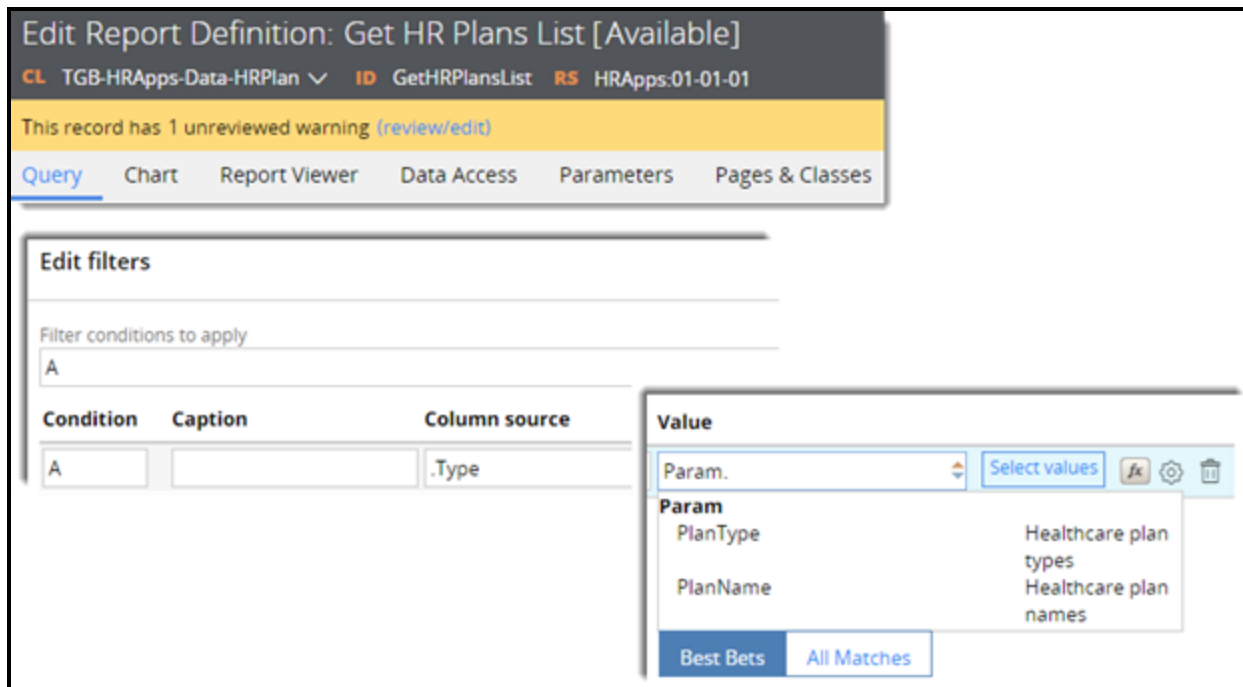 Edit Report Definition: Get HR Plans List [Available]
CL TGB-HRApps-Data-HRPlan ID GetHRPlansList RS HRApps:01-01-01
This record has 1 unreviewed warning (review/edit)
Query Chart Report Viewer Data Access Parameters Pages & Classes
Edit filters
Filter conditions to apply
A
Condition Caption Column source
A .Type
Value
Param. Select values fx
Param
PlanType Healthcare plan
types
PlanName Healthcare plan
names
Best Bets All Matches